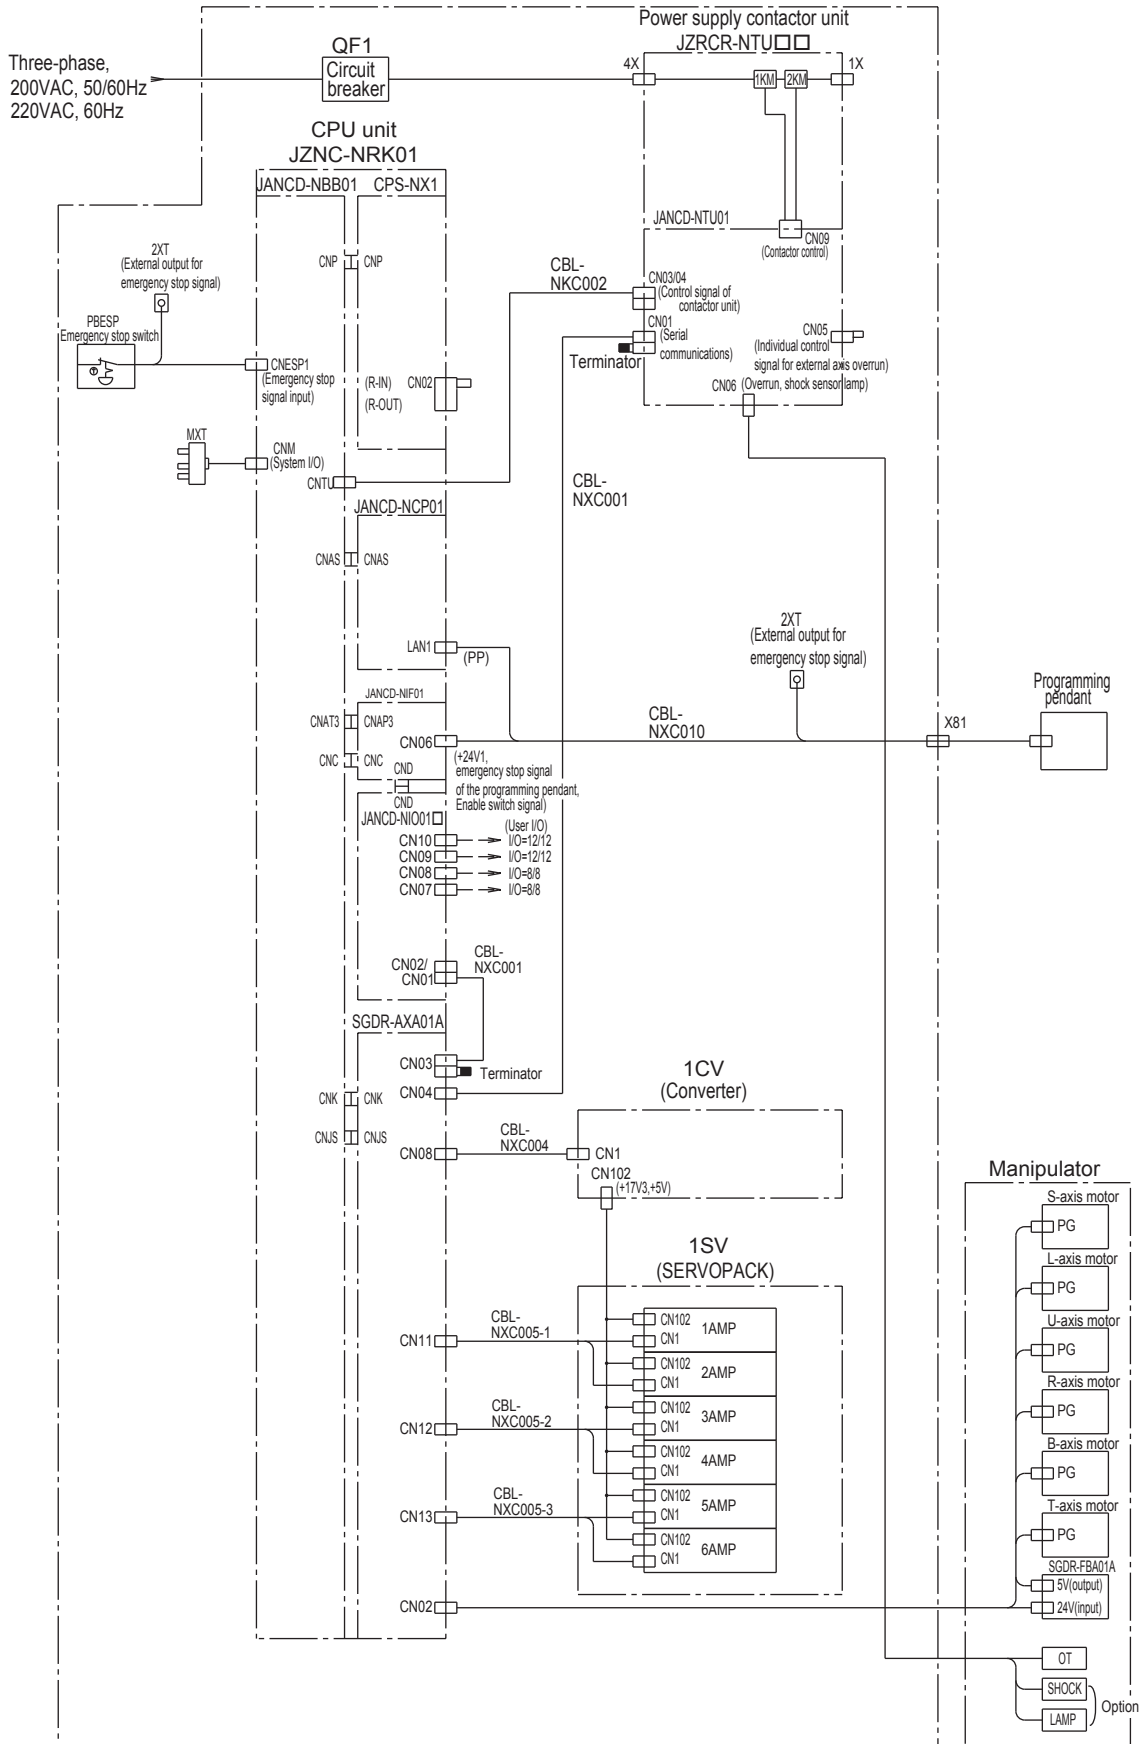 Power supply contactor unit
JZRCR-NTU□□
Three-phase,
200VAC, 50/60Hz
220VAC, 60Hz
QF1
Circuit
breaker
4X
1KM
2KM
1X
CPU unit
JZNC-NRK01
JANCD-NBB01
CPS-NX1
JANCD-NTU01
CN09
(Contactor control)
2XT
(External output for
emergency stop signal)
CNP
CNP
CBL-
NKC002
CN03/04
(Control signal of
contactor unit)
PBESP
Emergency stop switch
CN01
(Serial
communications)
Terminator
CN05
(Individual control
signal for external axis overrun)
CN06
(Overrun, shock sensor lamp)
CNESP1
(Emergency stop
signal input)
(R-IN)
(R-OUT)
CN02
MXT
CNM
(System I/O)
CNTU
CBL-
NXC001
JANCD-NCP01
CNAS
CNAS
LAN1
(PP)
2XT
(External output for
emergency stop signal)
Programming
pendant
JANCD-NIF01
CNAT3
CNAP3
CN06
CBL-
NXC010
X81
CNC
CNC
(+24V1,
emergency stop signal
of the programming pendant,
Enable switch signal)
CND
CND
JANCD-NIO01□
(User I/O)
CN10
I/O=12/12
CN09
I/O=12/12
CN08
I/O=8/8
CN07
I/O=8/8
CN02/
CN01
CBL-
NXC001
SGDR-AXA01A
CN03
Terminator
CN04
CNK
CNK
CNJS
CNJS
1CV
(Converter)
CN08
CBL-
NXC004
CN1
CN102
(+17V3,+5V)
Manipulator
S-axis motor
PG
L-axis motor
PG
U-axis motor
PG
R-axis motor
PG
B-axis motor
PG
T-axis motor
PG
SGDR-FBA01A
5V(output)
24V(input)
1SV
(SERVOPACK)
CN11
CBL-
NXC005-1
CN102
CN1
1AMP
CN102
CN1
2AMP
CN12
CBL-
NXC005-2
CN102
CN1
3AMP
CN102
CN1
4AMP
CN13
CBL-
NXC005-3
CN102
CN1
5AMP
CN102
CN1
6AMP
CN02
OT
SHOCK
LAMP
Option